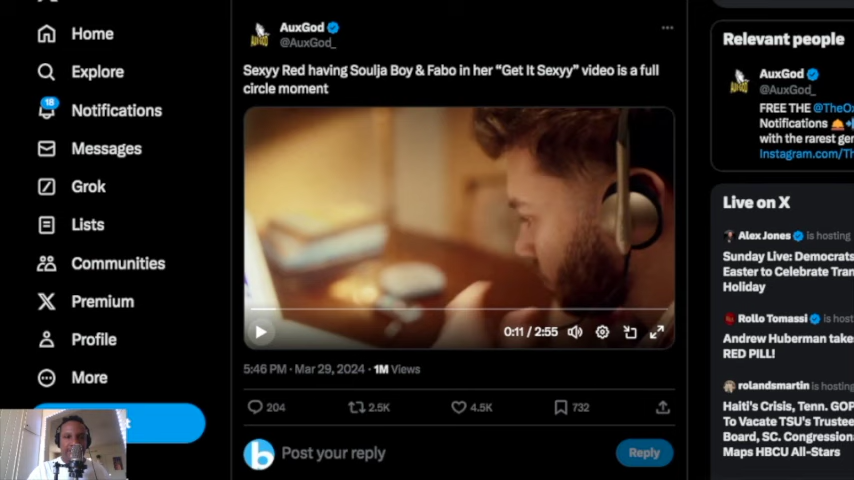 Home
Explore
18
Notifications
Messages
Grok
Lists
Communities
Premium
Profile
More
AuxGod
@AuxGod_
Sexyy Red having Soulja Boy & Fabo in her “Get It Sexyy” video is a full
circle moment
0:11 / 2:55
5:46 PM · Mar 29, 2024 · 1M Views
204
2.5K
4.5K
732
Post your reply
Reply
Relevant people
AuxGod
@AuxGod_
FREE THE @TheOx
Notifications
with the rarest ger
Instagram.com/Th
Live on X
Alex Jones is hosting
Sunday Live: Democrats
Easter to Celebrate Tran
Holiday
Rollo Tomassi is host
Andrew Huberman take
RED PILL!
rolandsmartin is hosting
Haiti's Crisis, Tenn. GOP
To Vacate TSU's Trustee
Board, SC. Congression
Maps HBCU All-Stars